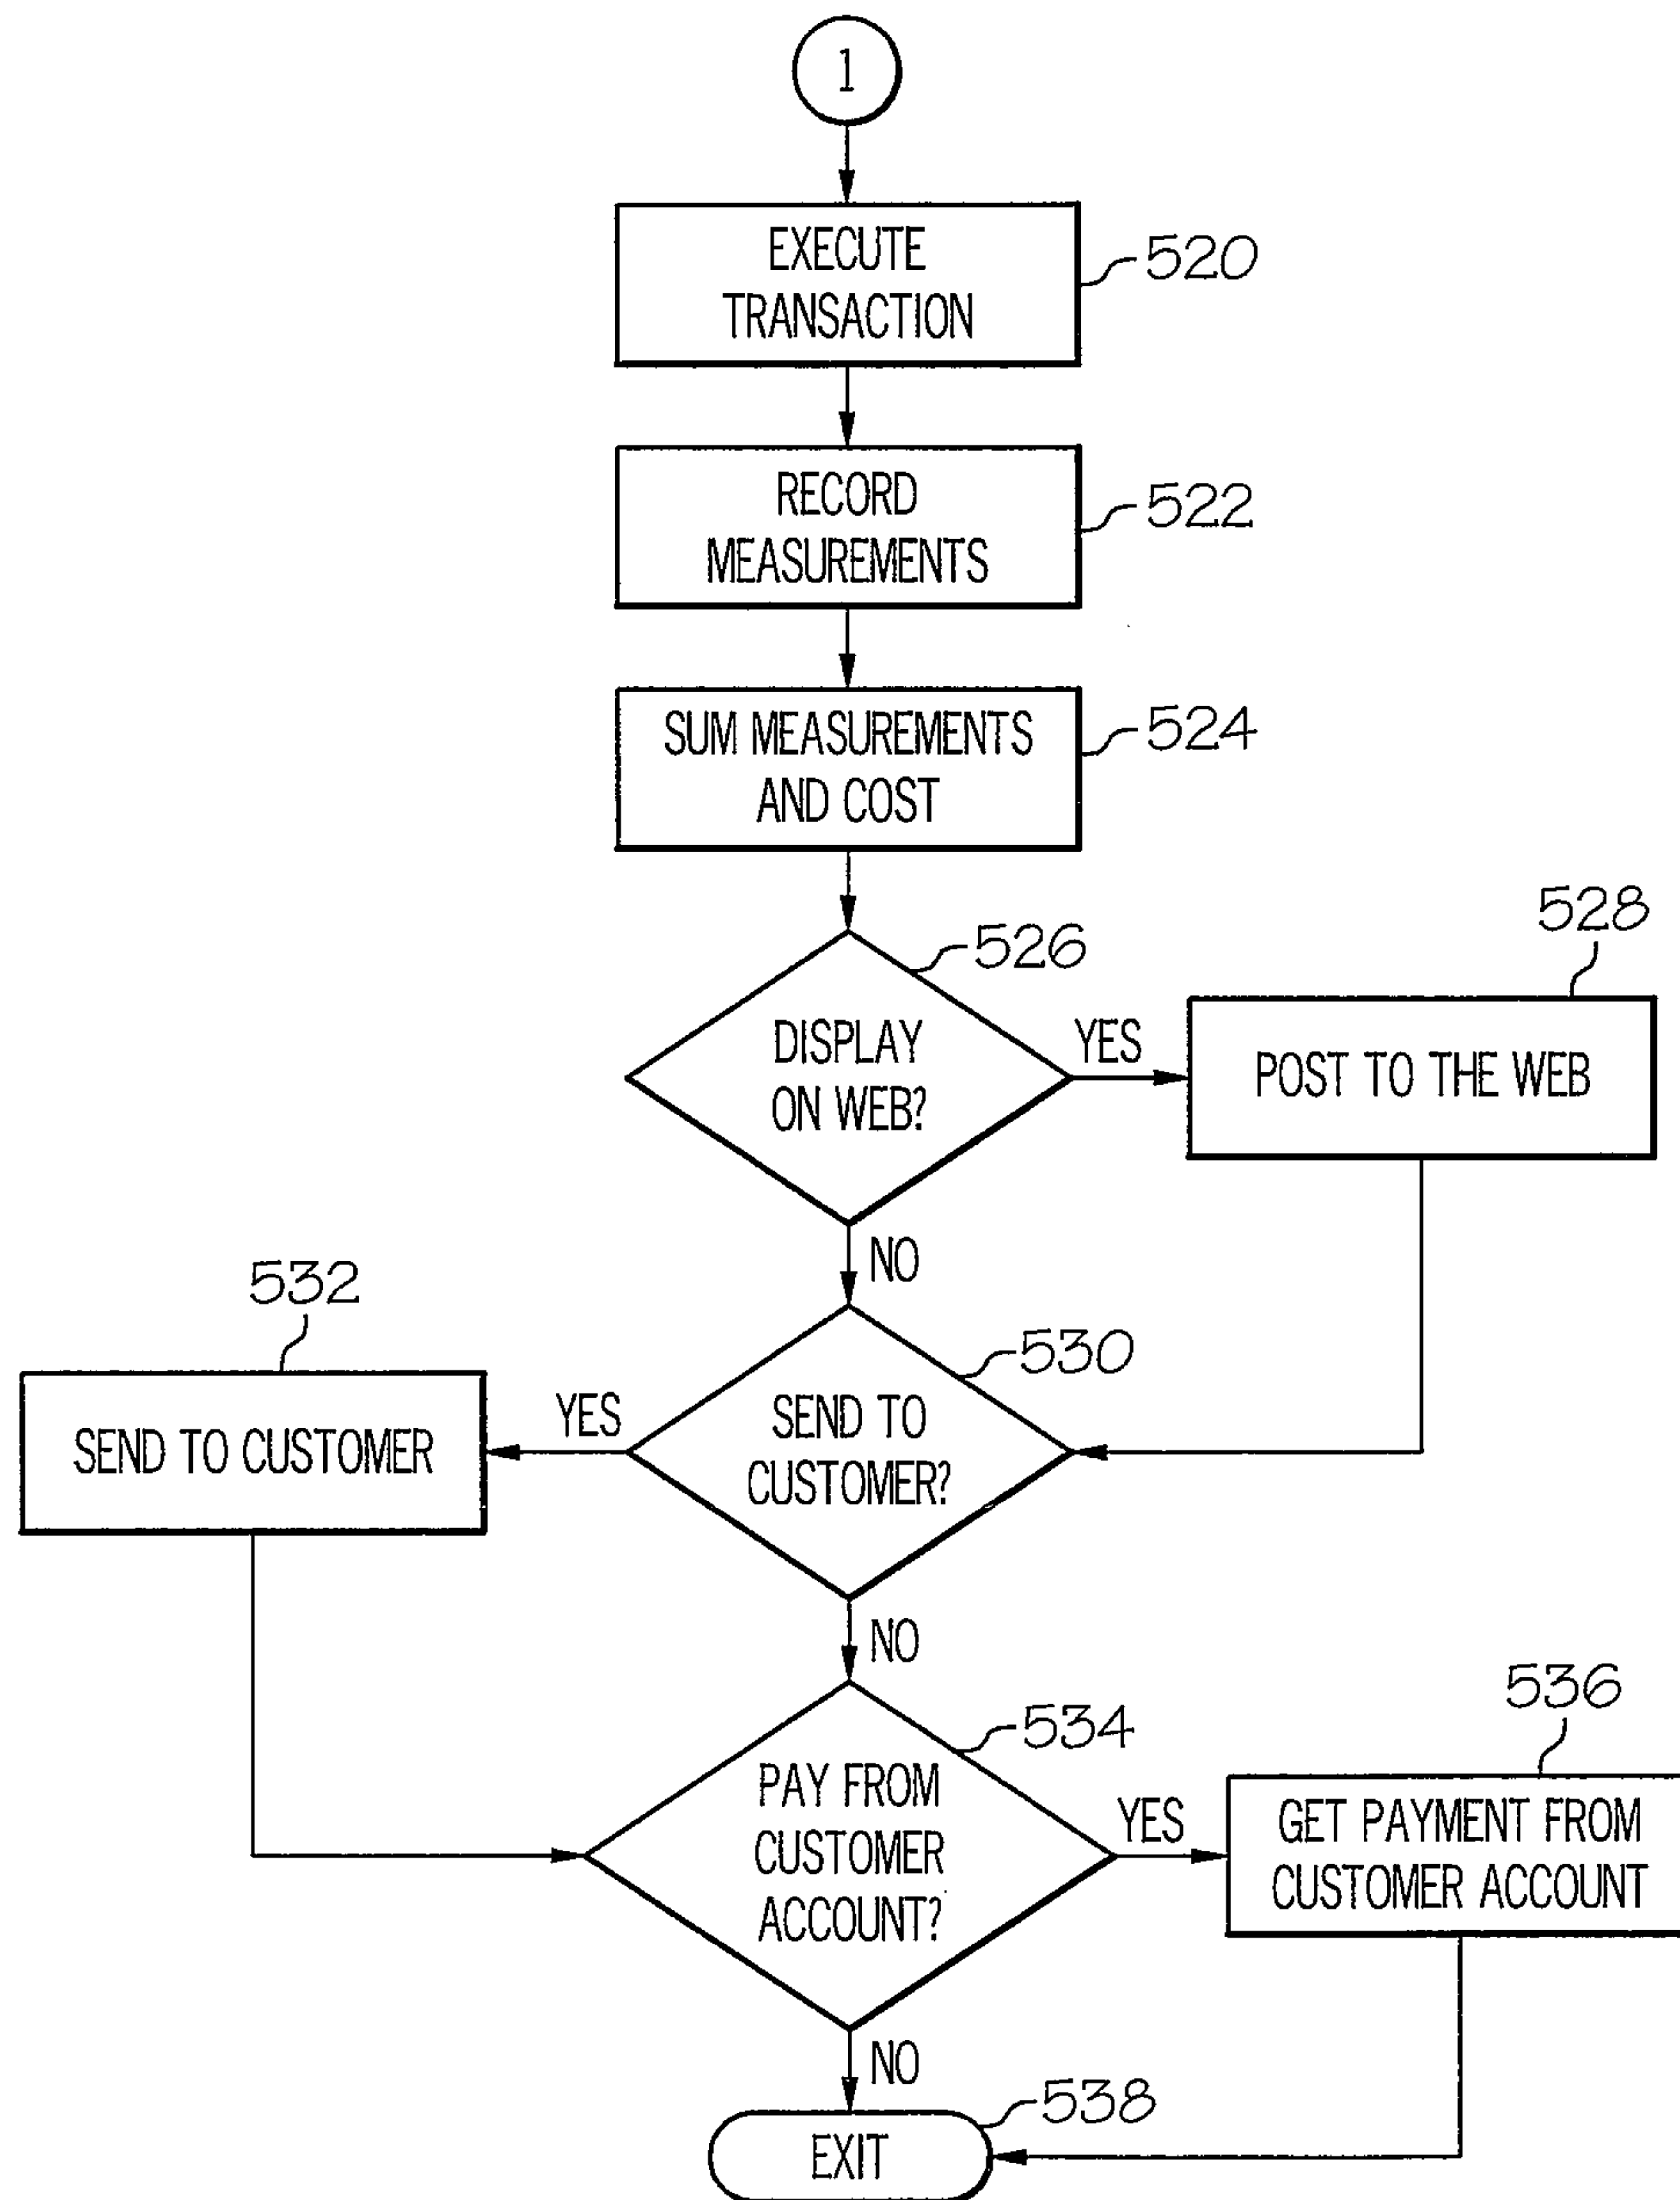 1
EXECUTE
TRANSACTION
520
RECORD
MEASUREMENTS
522
SUM MEASUREMENTS
AND COST
524
526
528
DISPLAY
ON WEB?
YES
POST TO THE WEB
NO
532
530
SEND TO CUSTOMER
YES
SEND TO
CUSTOMER?
NO
534
536
PAY FROM
CUSTOMER
ACCOUNT?
YES
GET PAYMENT FROM
CUSTOMER ACCOUNT
NO
538
EXIT